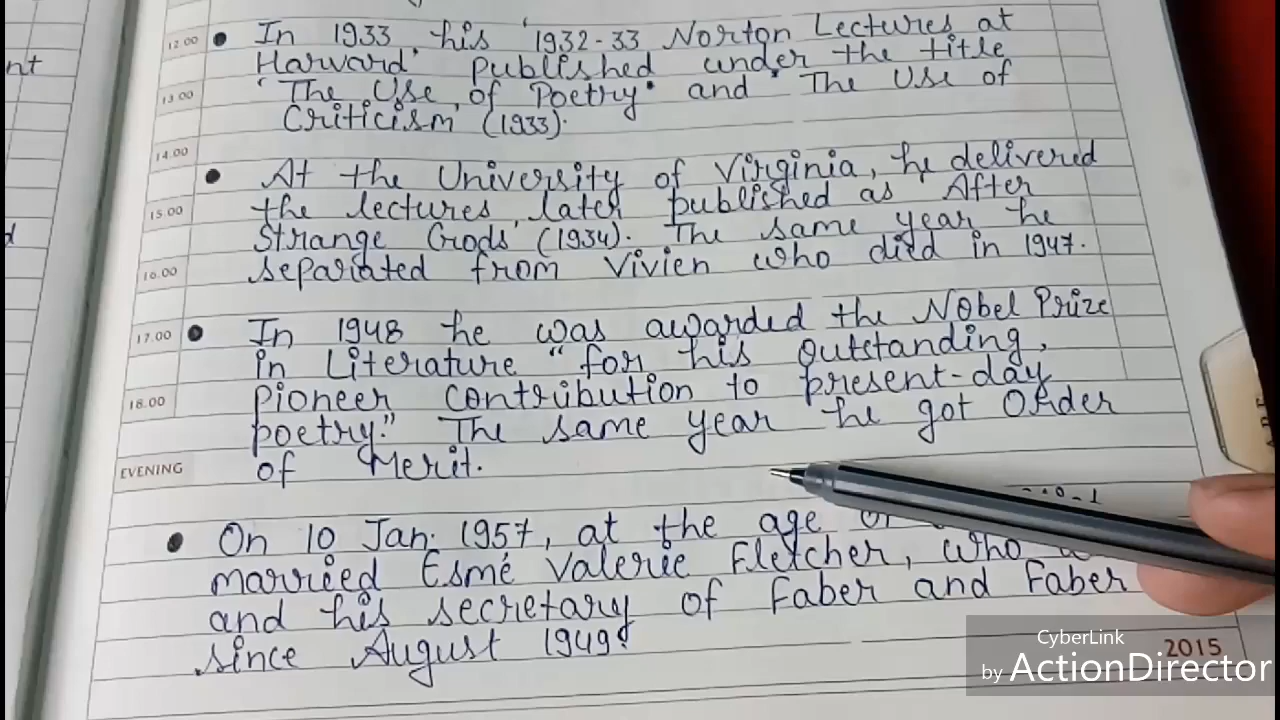 nt
d
12.00
• In 1933 his '1932-33 Norton Lectures at
Harvard' published under the title
13.00
'The Use of Poetry' and 'The Use of
Criticism' (1933).
14.00
• At the University of Virginia, he delivered
15.00
the lectures, later published as 'After
Strange Gods' (1934). The same year he
16.00
separated from Vivien who died in 1947.
17.00
• In 1948 he was awarded the Nobel Prize
in Literature "for his outstanding,
18.00
pioneer contribution to present-day
poetry." The same year he got Order
EVENING
of Merit.
• On 10 Jan. 1957, at the age
married Esmé Valerie Fletcher, who
and his secretary of Faber and Faber
since August 1949.
2015
CyberLink
by ActionDirector